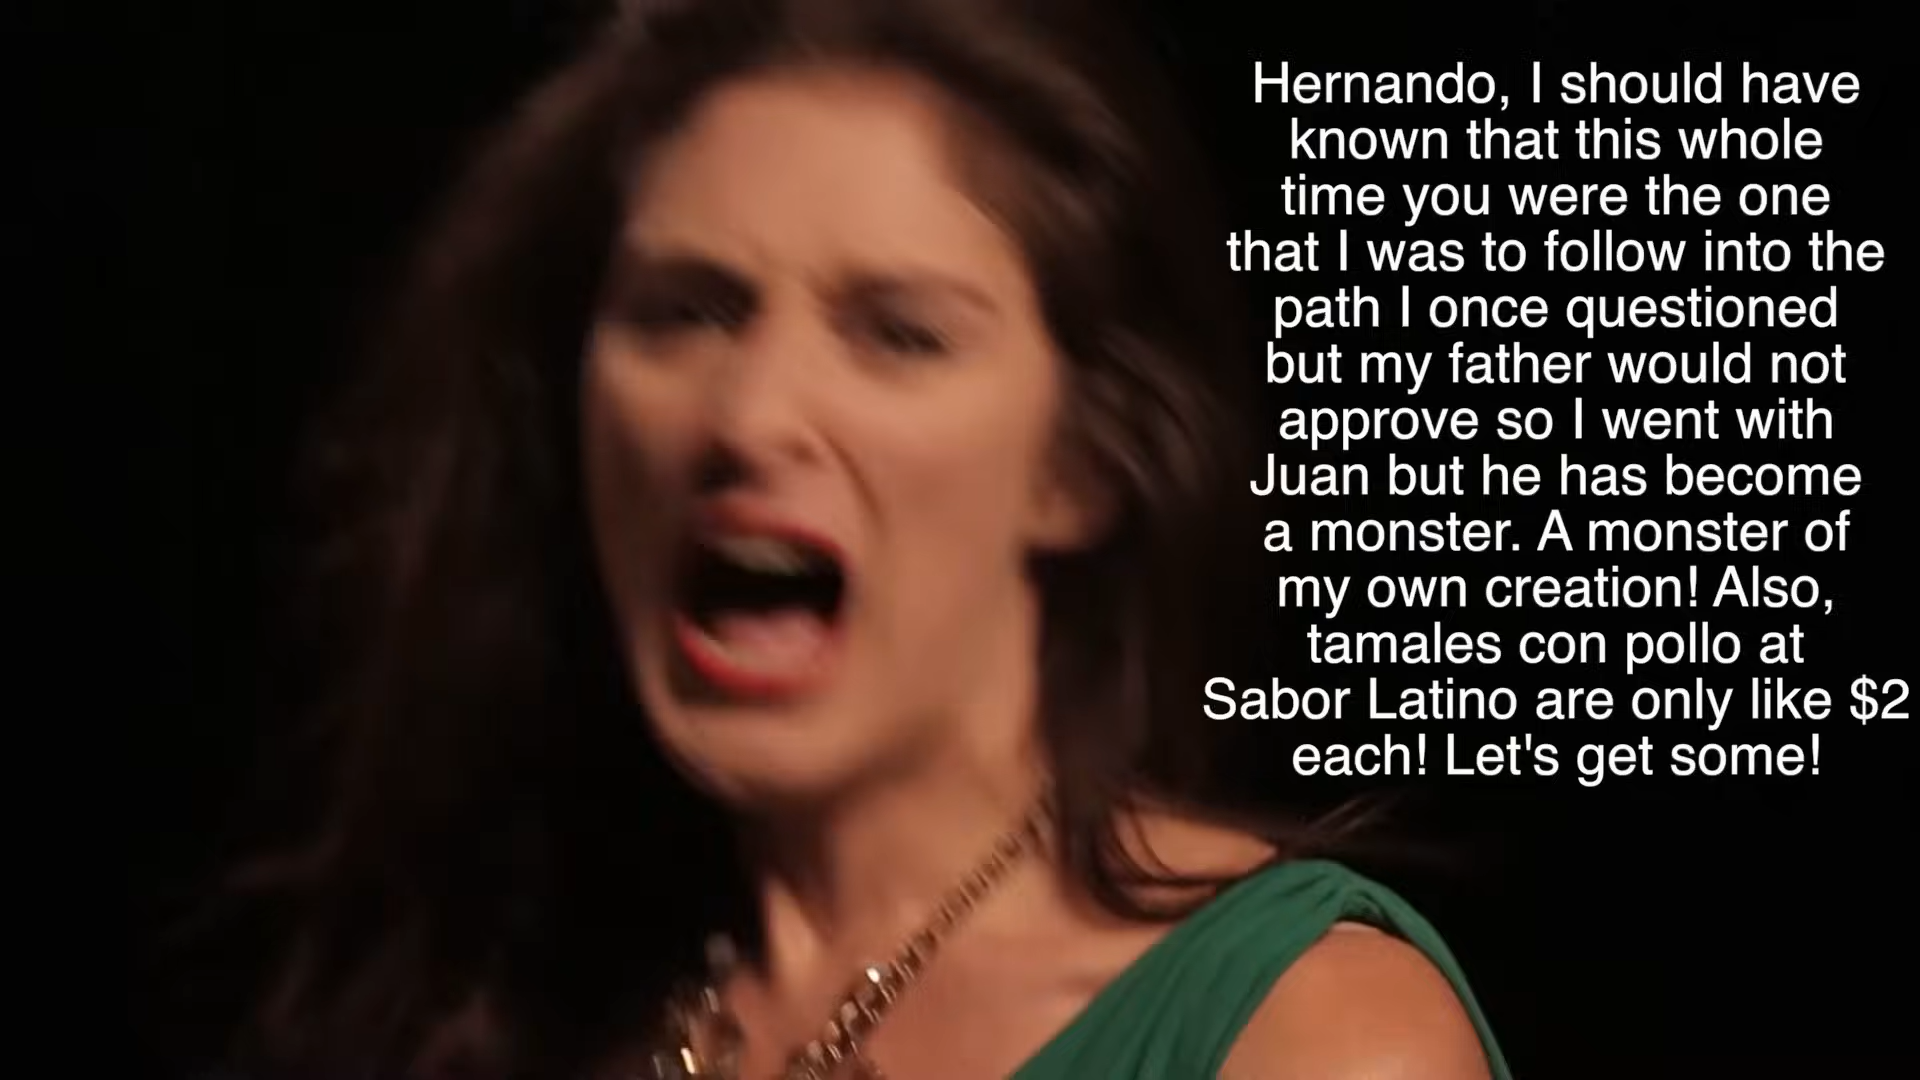 Hernando, I should have
known that this whole
time you were the one
that I was to follow into the
path I once questioned
but my father would not
approve so I went with
Juan but he has become
a monster. A monster of
my own creation! Also,
tamales con pollo at
Sabor Latino are only like $2
each! Let's get some!